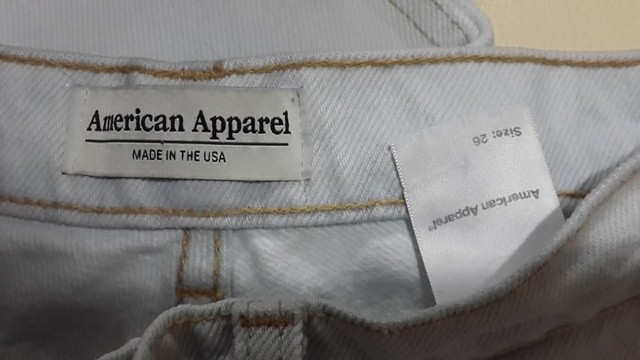 American Apparel
MADE IN THE USA
Size: 26
American Apparel®